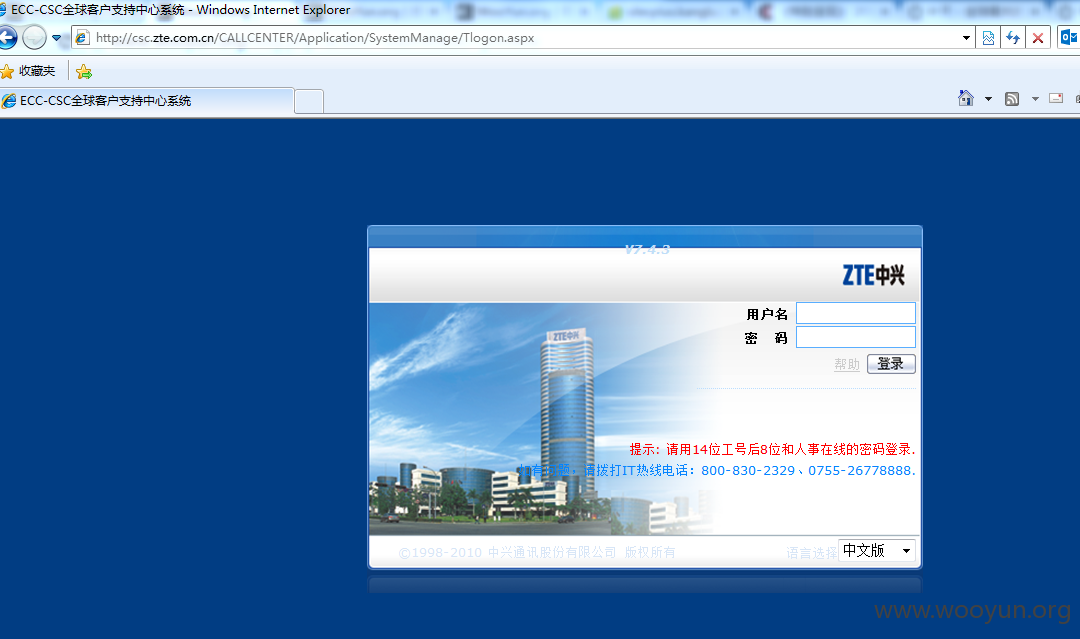 ECC-CSC全球客户支持中心系统 - Windows Internet Explorer
http://csc.zte.com.cn/CALLCENTER/Application/SystemManage/Tlogon.aspx
收藏夹
ECC-CSC全球客户支持中心系统
V7.4.3
ZTE中兴
用户名
ZTE中兴
密 码
帮助 登录
提示：请用14位工号后8位和人事在线的密码登录.
如有问题，请拨打IT热线电话：800-830-2329、0755-26778888.
©1998-2010 中兴通讯股份有限公司 版权所有 语言选择 中文版
www.wooyun.org